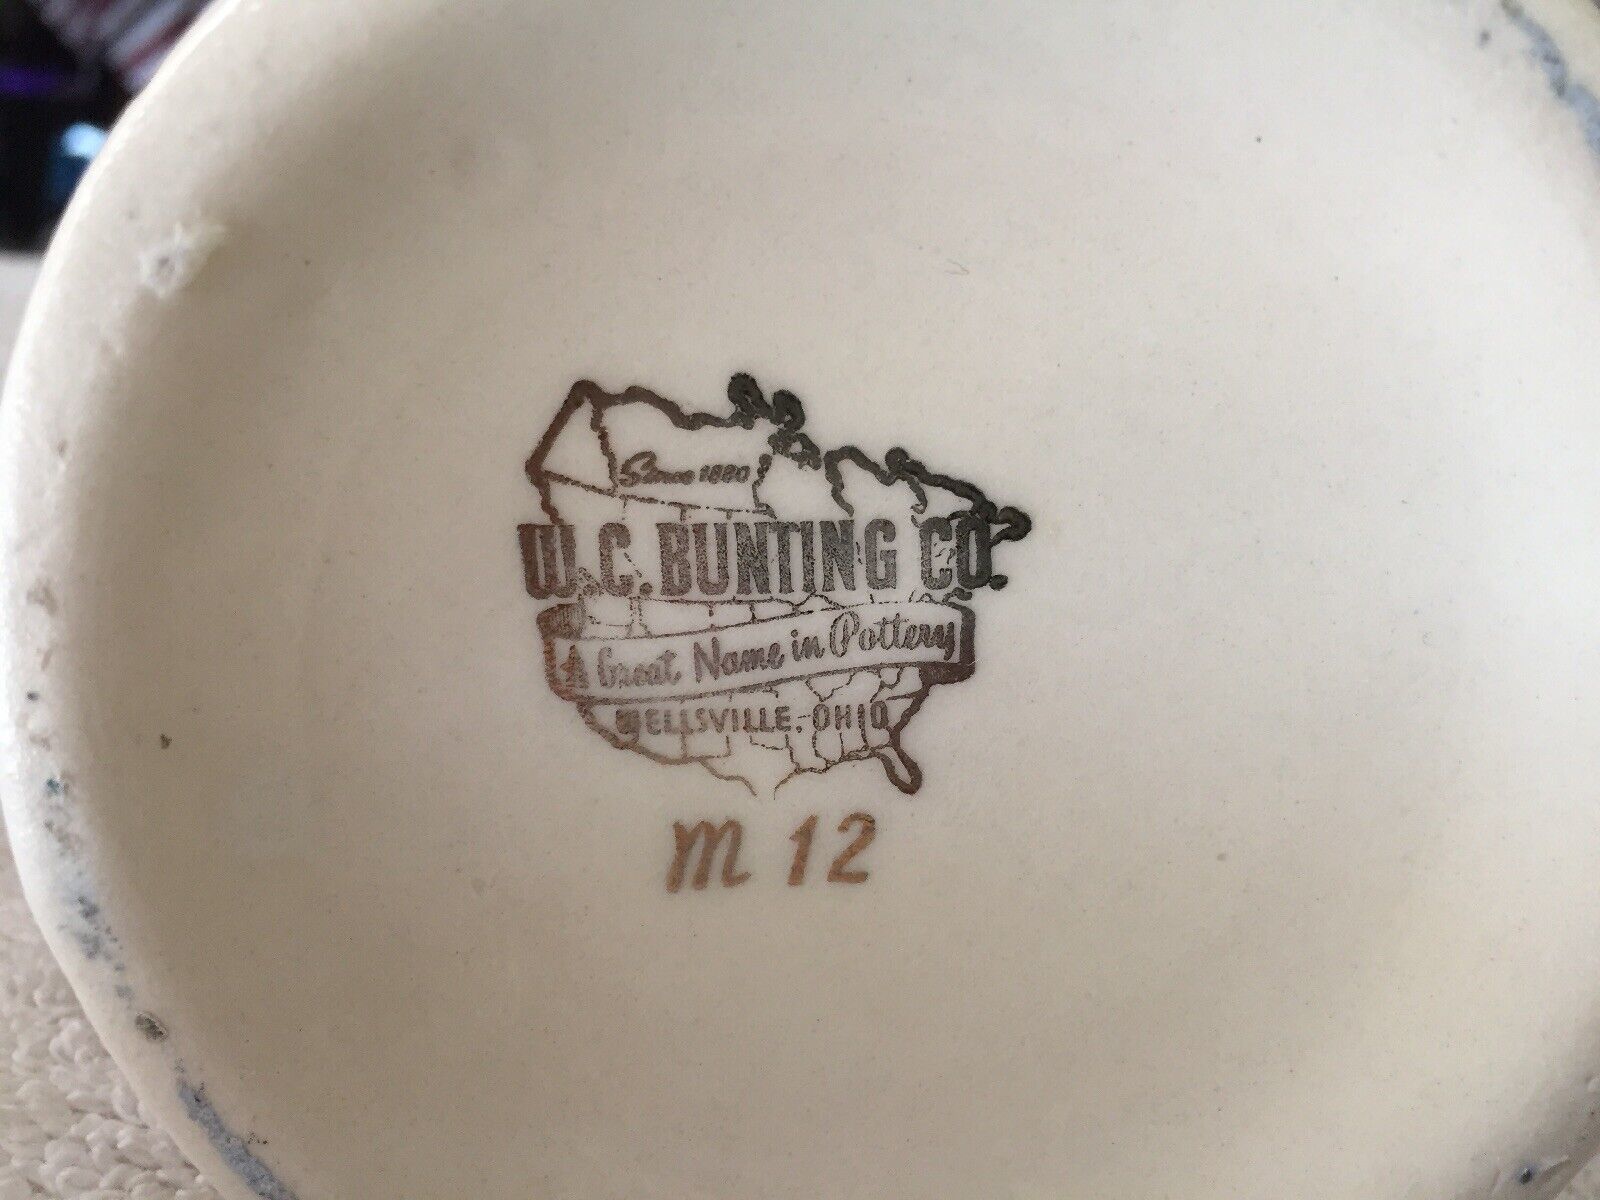 Since 1880
W.C. BUNTING CO.
A Great Name in Pottery
WELLSVILLE, OHIO
M 12